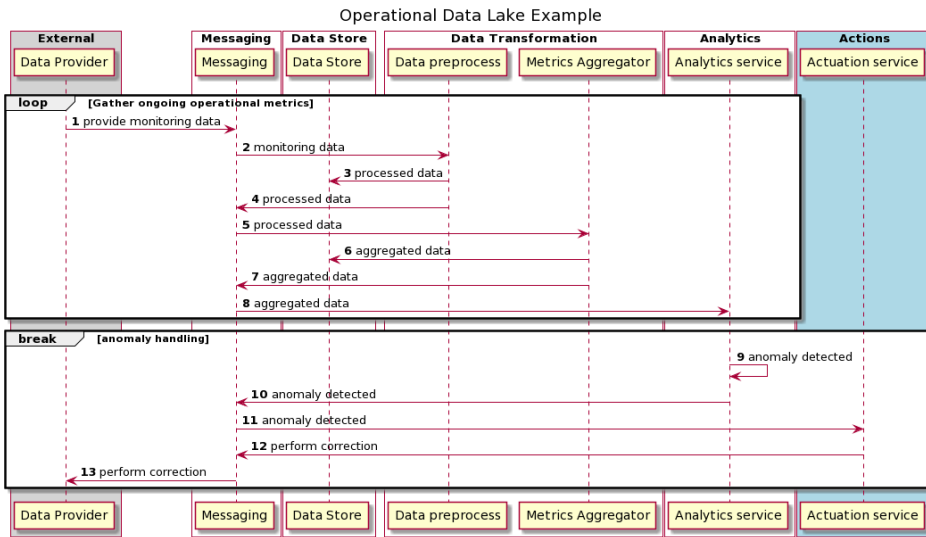 Operational Data Lake Example
External
Messaging
Data Store
Data Transformation
Analytics
Actions
Data Provider
Messaging
Data Store
Data preprocess
Metrics Aggregator
Analytics service
Actuation service
loop [Gather ongoing operational metrics]
1 provide monitoring data
2 monitoring data
3 processed data
4 processed data
5 processed data
6 aggregated data
7 aggregated data
8 aggregated data
break [anomaly handling]
9 anomaly detected
10 anomaly detected
11 anomaly detected
12 perform correction
13 perform correction
Data Provider
Messaging
Data Store
Data preprocess
Metrics Aggregator
Analytics service
Actuation service